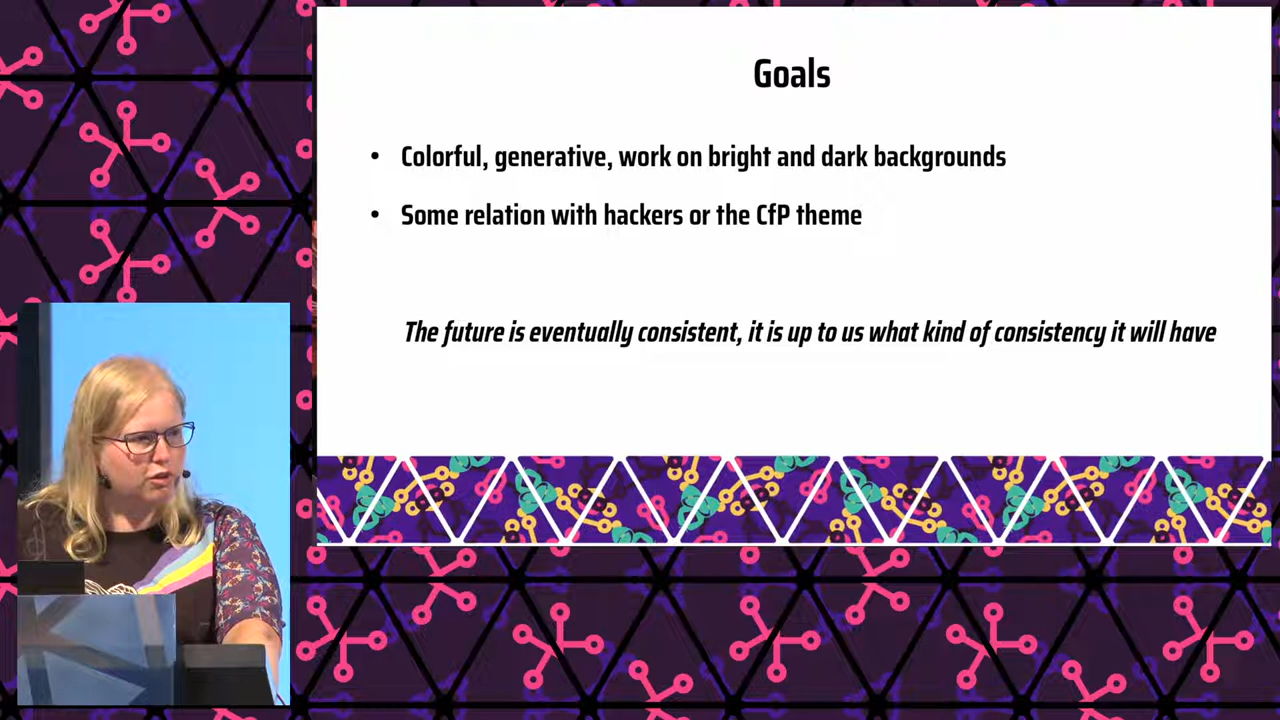 Goals
• Colorful, generative, work on bright and dark backgrounds
• Some relation with hackers or the CfP theme
The future is eventually consistent, it is up to us what kind of consistency it will have